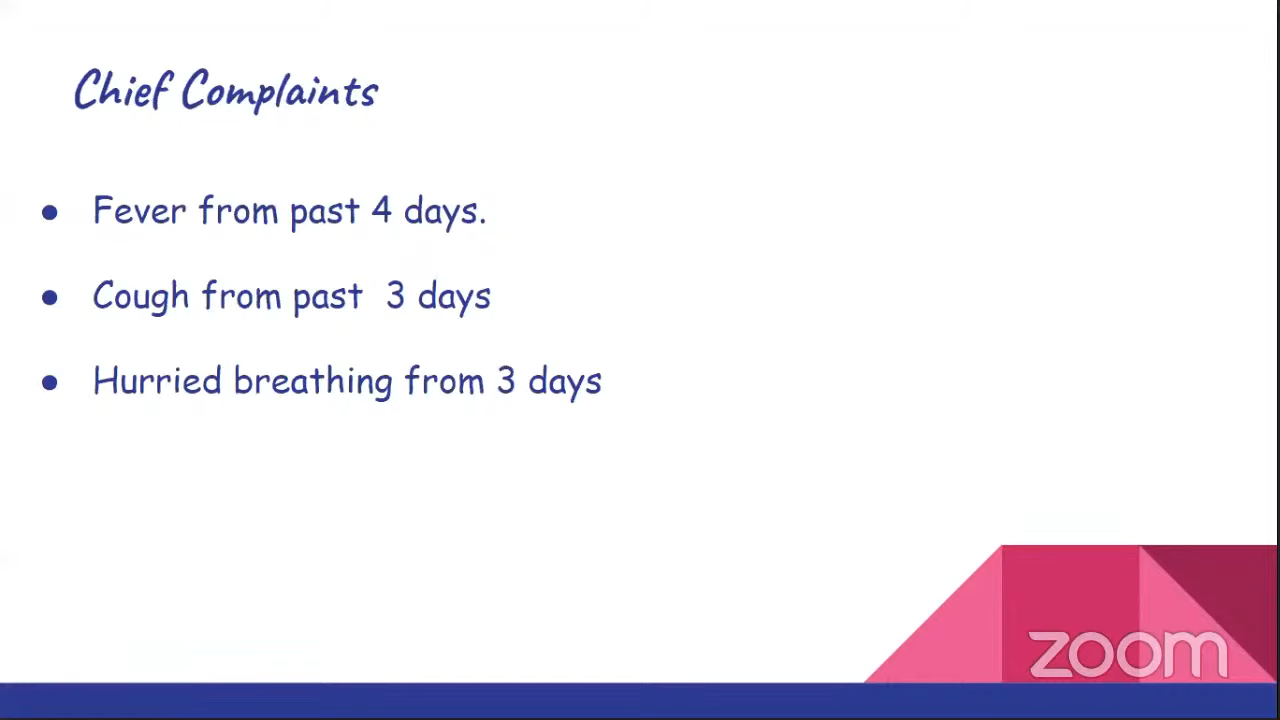 Chief Complaints
● Fever from past 4 days.
● Cough from past 3 days
● Hurried breathing from 3 days
zoom